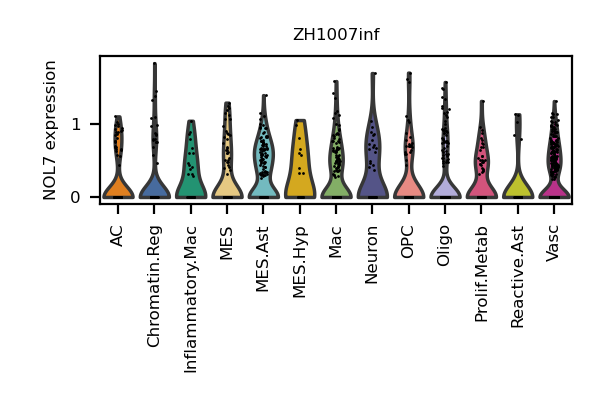 ZH1007inf
NOL7 expression
1
0
AC
Chromatin.Reg
Inflammatory.Mac
MES
MES.Ast
MES.Hyp
Mac
Neuron
OPC
Oligo
Prolif.Metab
Reactive.Ast
Vasc